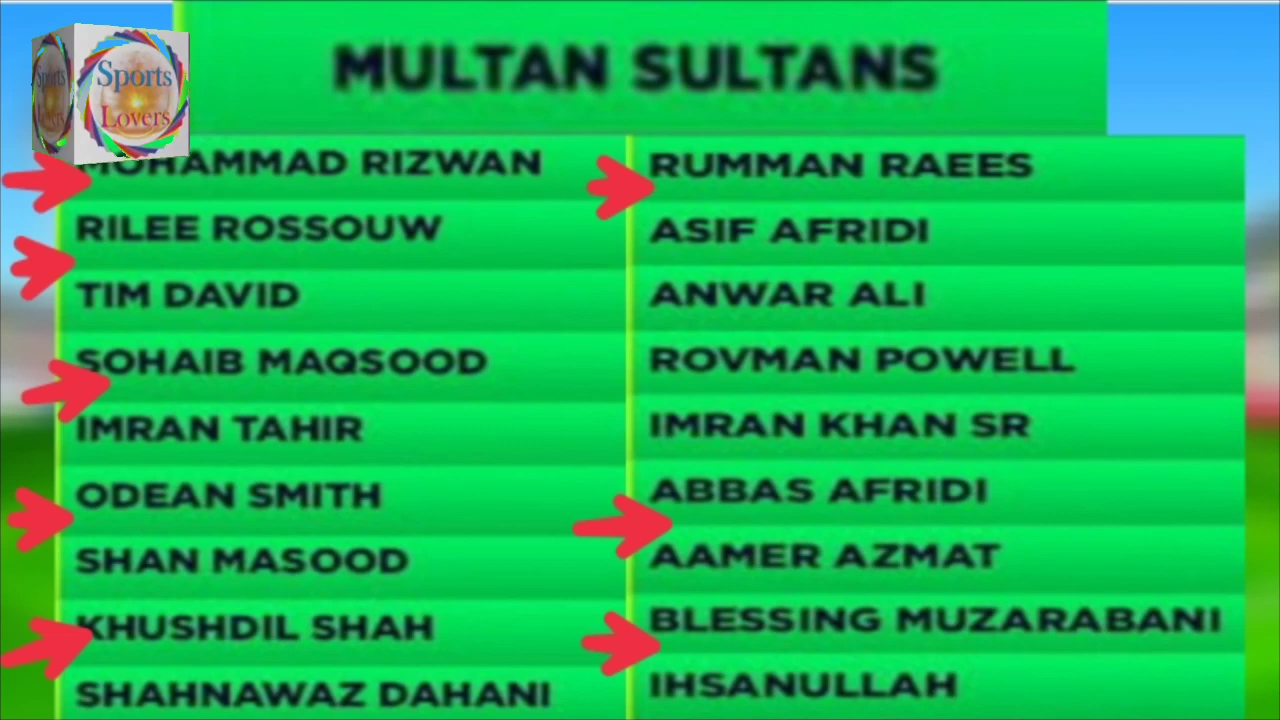 Sports
Lovers
Sports
Lovers
MULTAN SULTANS
MOHAMMAD RIZWAN
RILEE ROSSOUW
TIM DAVID
SOHAIB MAQSOOD
IMRAN TAHIR
ODEAN SMITH
SHAN MASOOD
KHUSHDIL SHAH
SHAHNAWAZ DAHANI
RUMMAN RAEES
ASIF AFRIDI
ANWAR ALI
ROVMAN POWELL
IMRAN KHAN SR
ABBAS AFRIDI
AAMER AZMAT
BLESSING MUZARABANI
IHSANULLAH